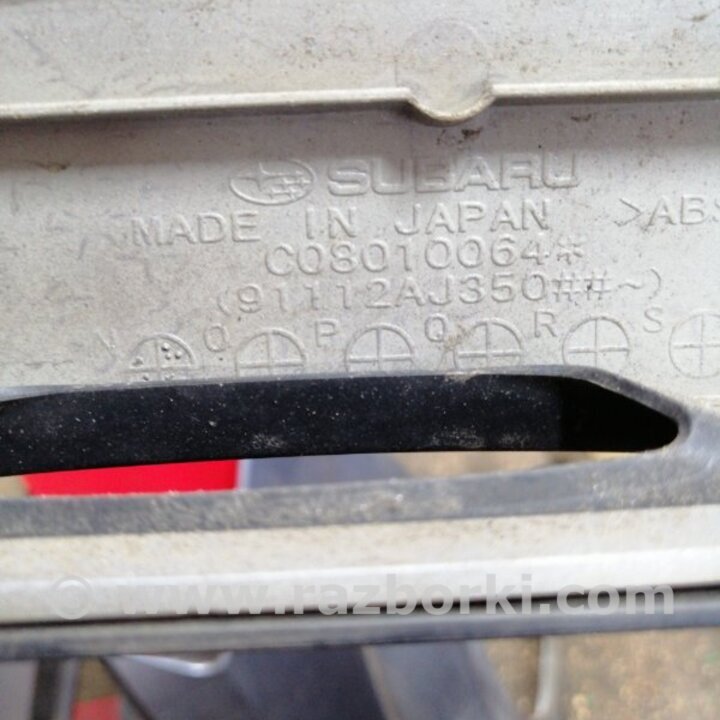 SUBARU
MADE IN JAPAN >ABS
C08010064*
(91112AJ350##~)
O P Q R S
© www.razborki.com